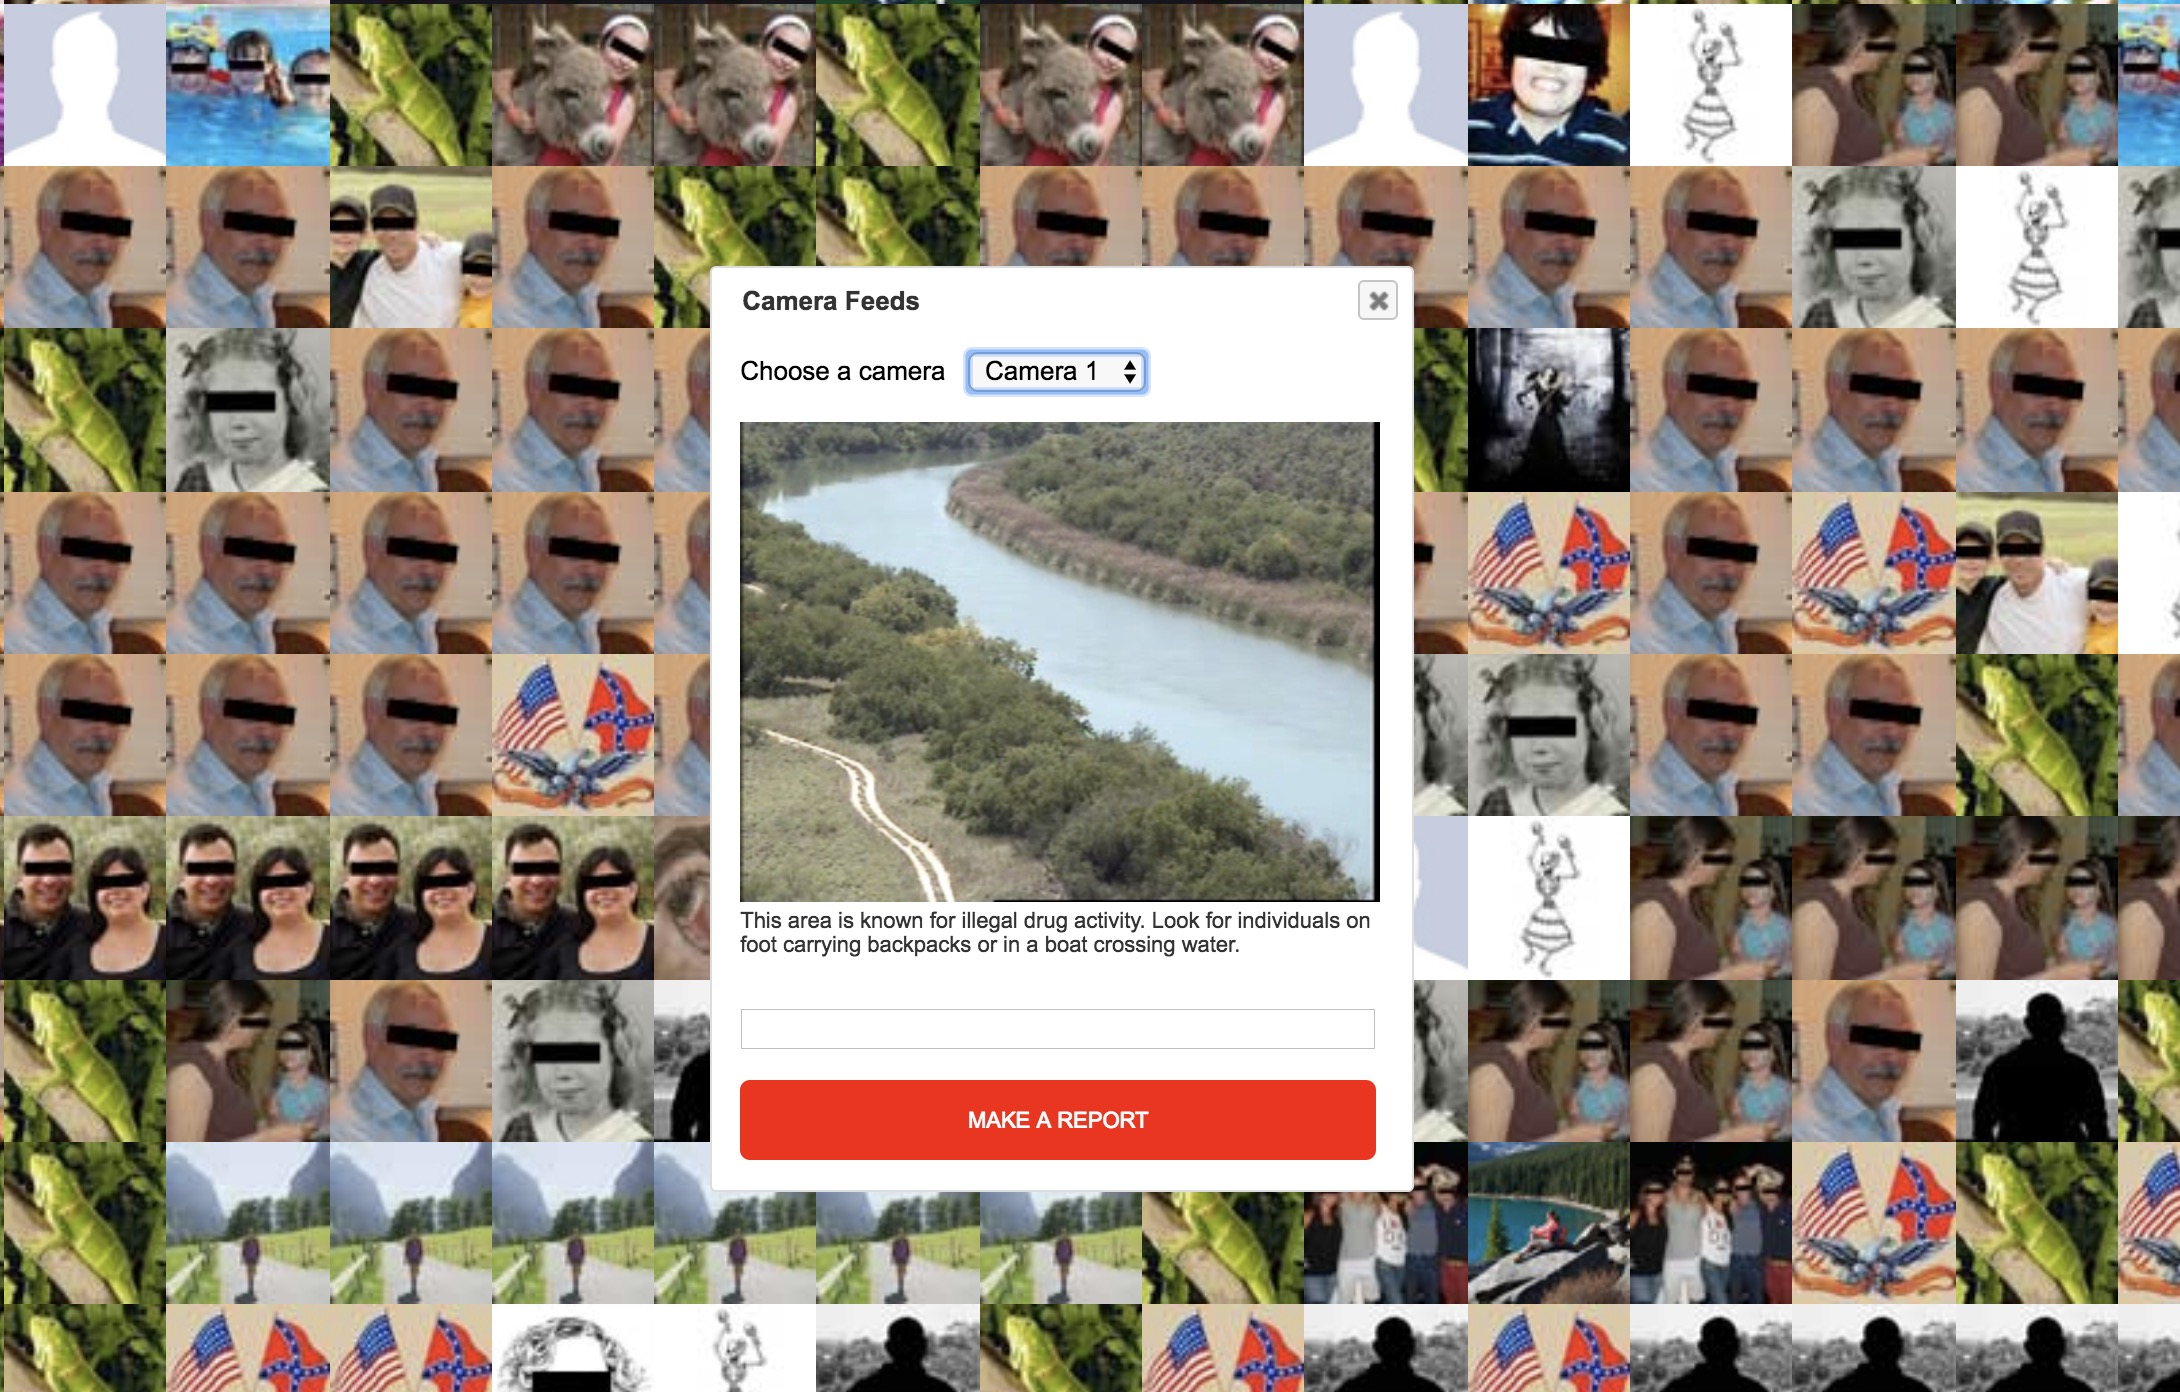 Camera Feeds
Choose a camera
Camera 1
This area is known for illegal drug activity. Look for individuals on
foot carrying backpacks or in a boat crossing water.
MAKE A REPORT